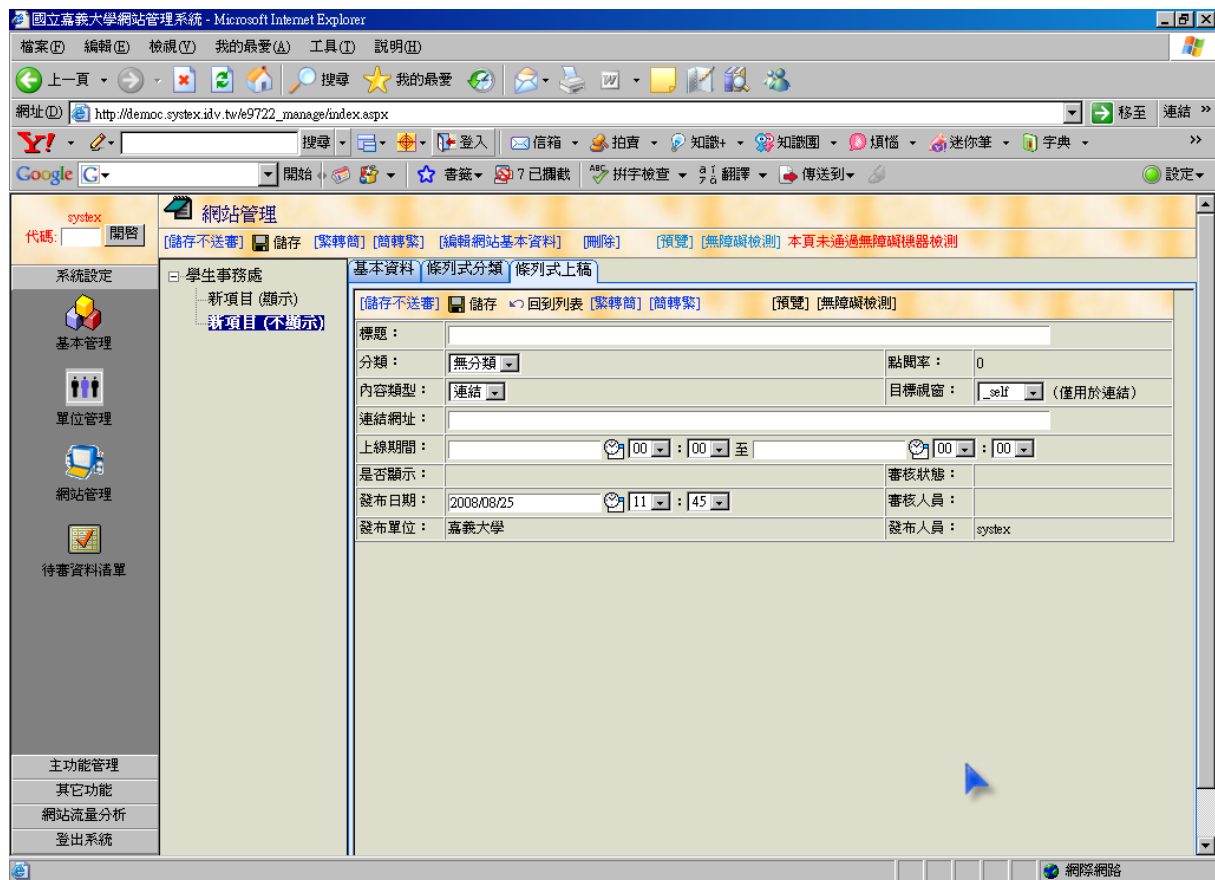 國立嘉義大學網站管理系統 - Microsoft Internet Explorer
檔案(F) 編輯(E) 檢視(V) 我的最愛(A) 工具(T) 說明(H)
上一頁 搜尋 我的最愛
網址(D) http://democ.systex.idv.tw/e9722_manage/index.aspx 移至 連結 »
Y! 搜尋 登入 信箱 拍賣 知識+ 知識圈 煩惱 迷你筆 字典 »
Google G 開始 書籤 7 已攔截 拼字檢查 翻譯 傳送到 設定
systex
代碼: 開啓
網站管理
[儲存不送審] 儲存 [繁轉簡] [簡轉繁] [編輯網站基本資料] [刪除] [預覽] [無障礙檢測] 本頁未通過無障礙機器檢測
系統設定
基本管理
單位管理
網站管理
待審資料清單
主功能管理
其它功能
網站流量分析
登出系統
學生事務處
新項目 (顯示)
新項目 (不顯示)
基本資料 條列式分類 條列式上稿
[儲存不送審] 儲存 回到列表 [繁轉簡] [簡轉繁] [預覽] [無障礙檢測]
標題:
分類: 無分類 點閱率: 0
內容類型: 連結 目標視窗: _self (僅用於連結)
連結網址:
上線期間: 00 : 00 至 00 : 00
是否顯示: 審核狀態:
發布日期: 2008/08/25 11 : 45 審核人員:
發布單位: 嘉義大學 發布人員: systex
網際網路